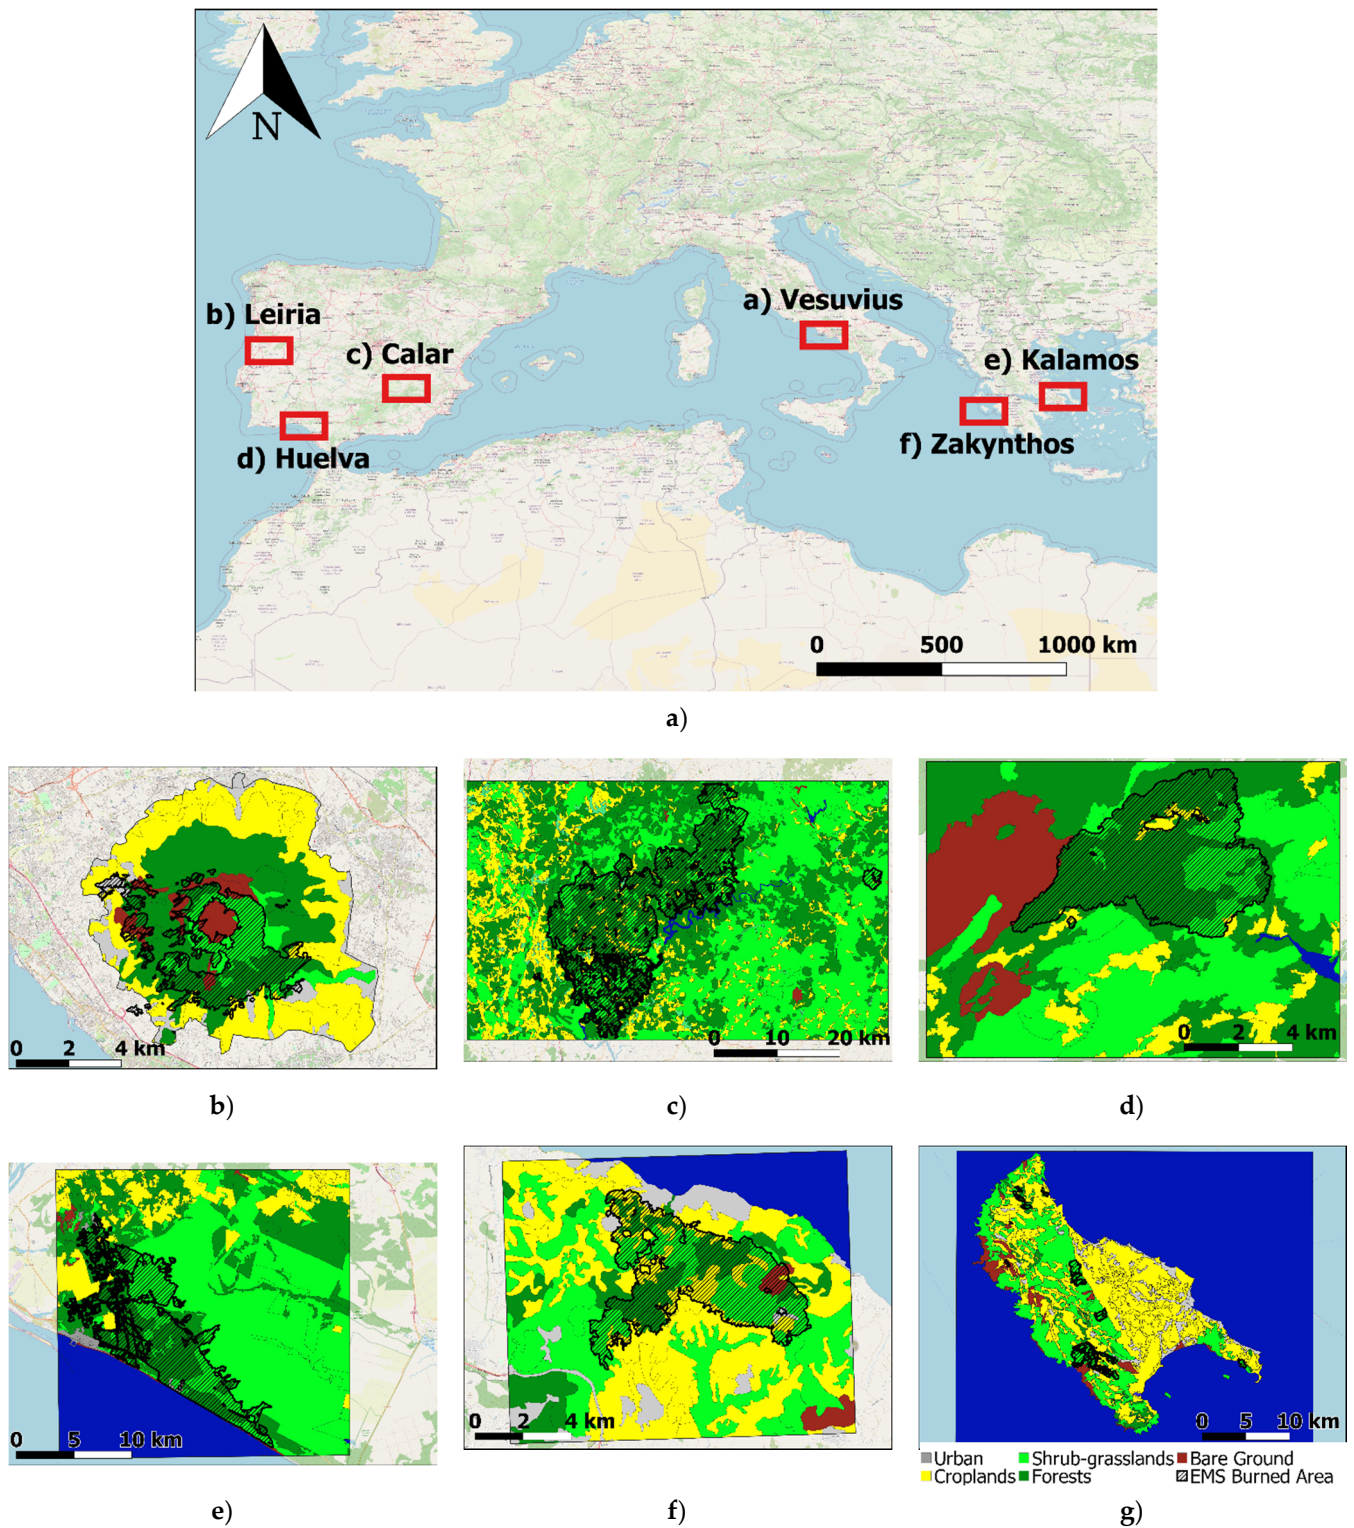 N
b) Leiria
a) Vesuvius
c) Calar
e) Kalamos
d) Huelva
f) Zakynthos
0 500 1000 km
a)
0 2 4 km
0 10 20 km
0 2 4 km
b)
c)
d)
0 5 10 km
0 2 4 km
0 5 10 km
Urban Shrub-grasslands Bare Ground
Croplands Forests EMS Burned Area
e)
f)
g)